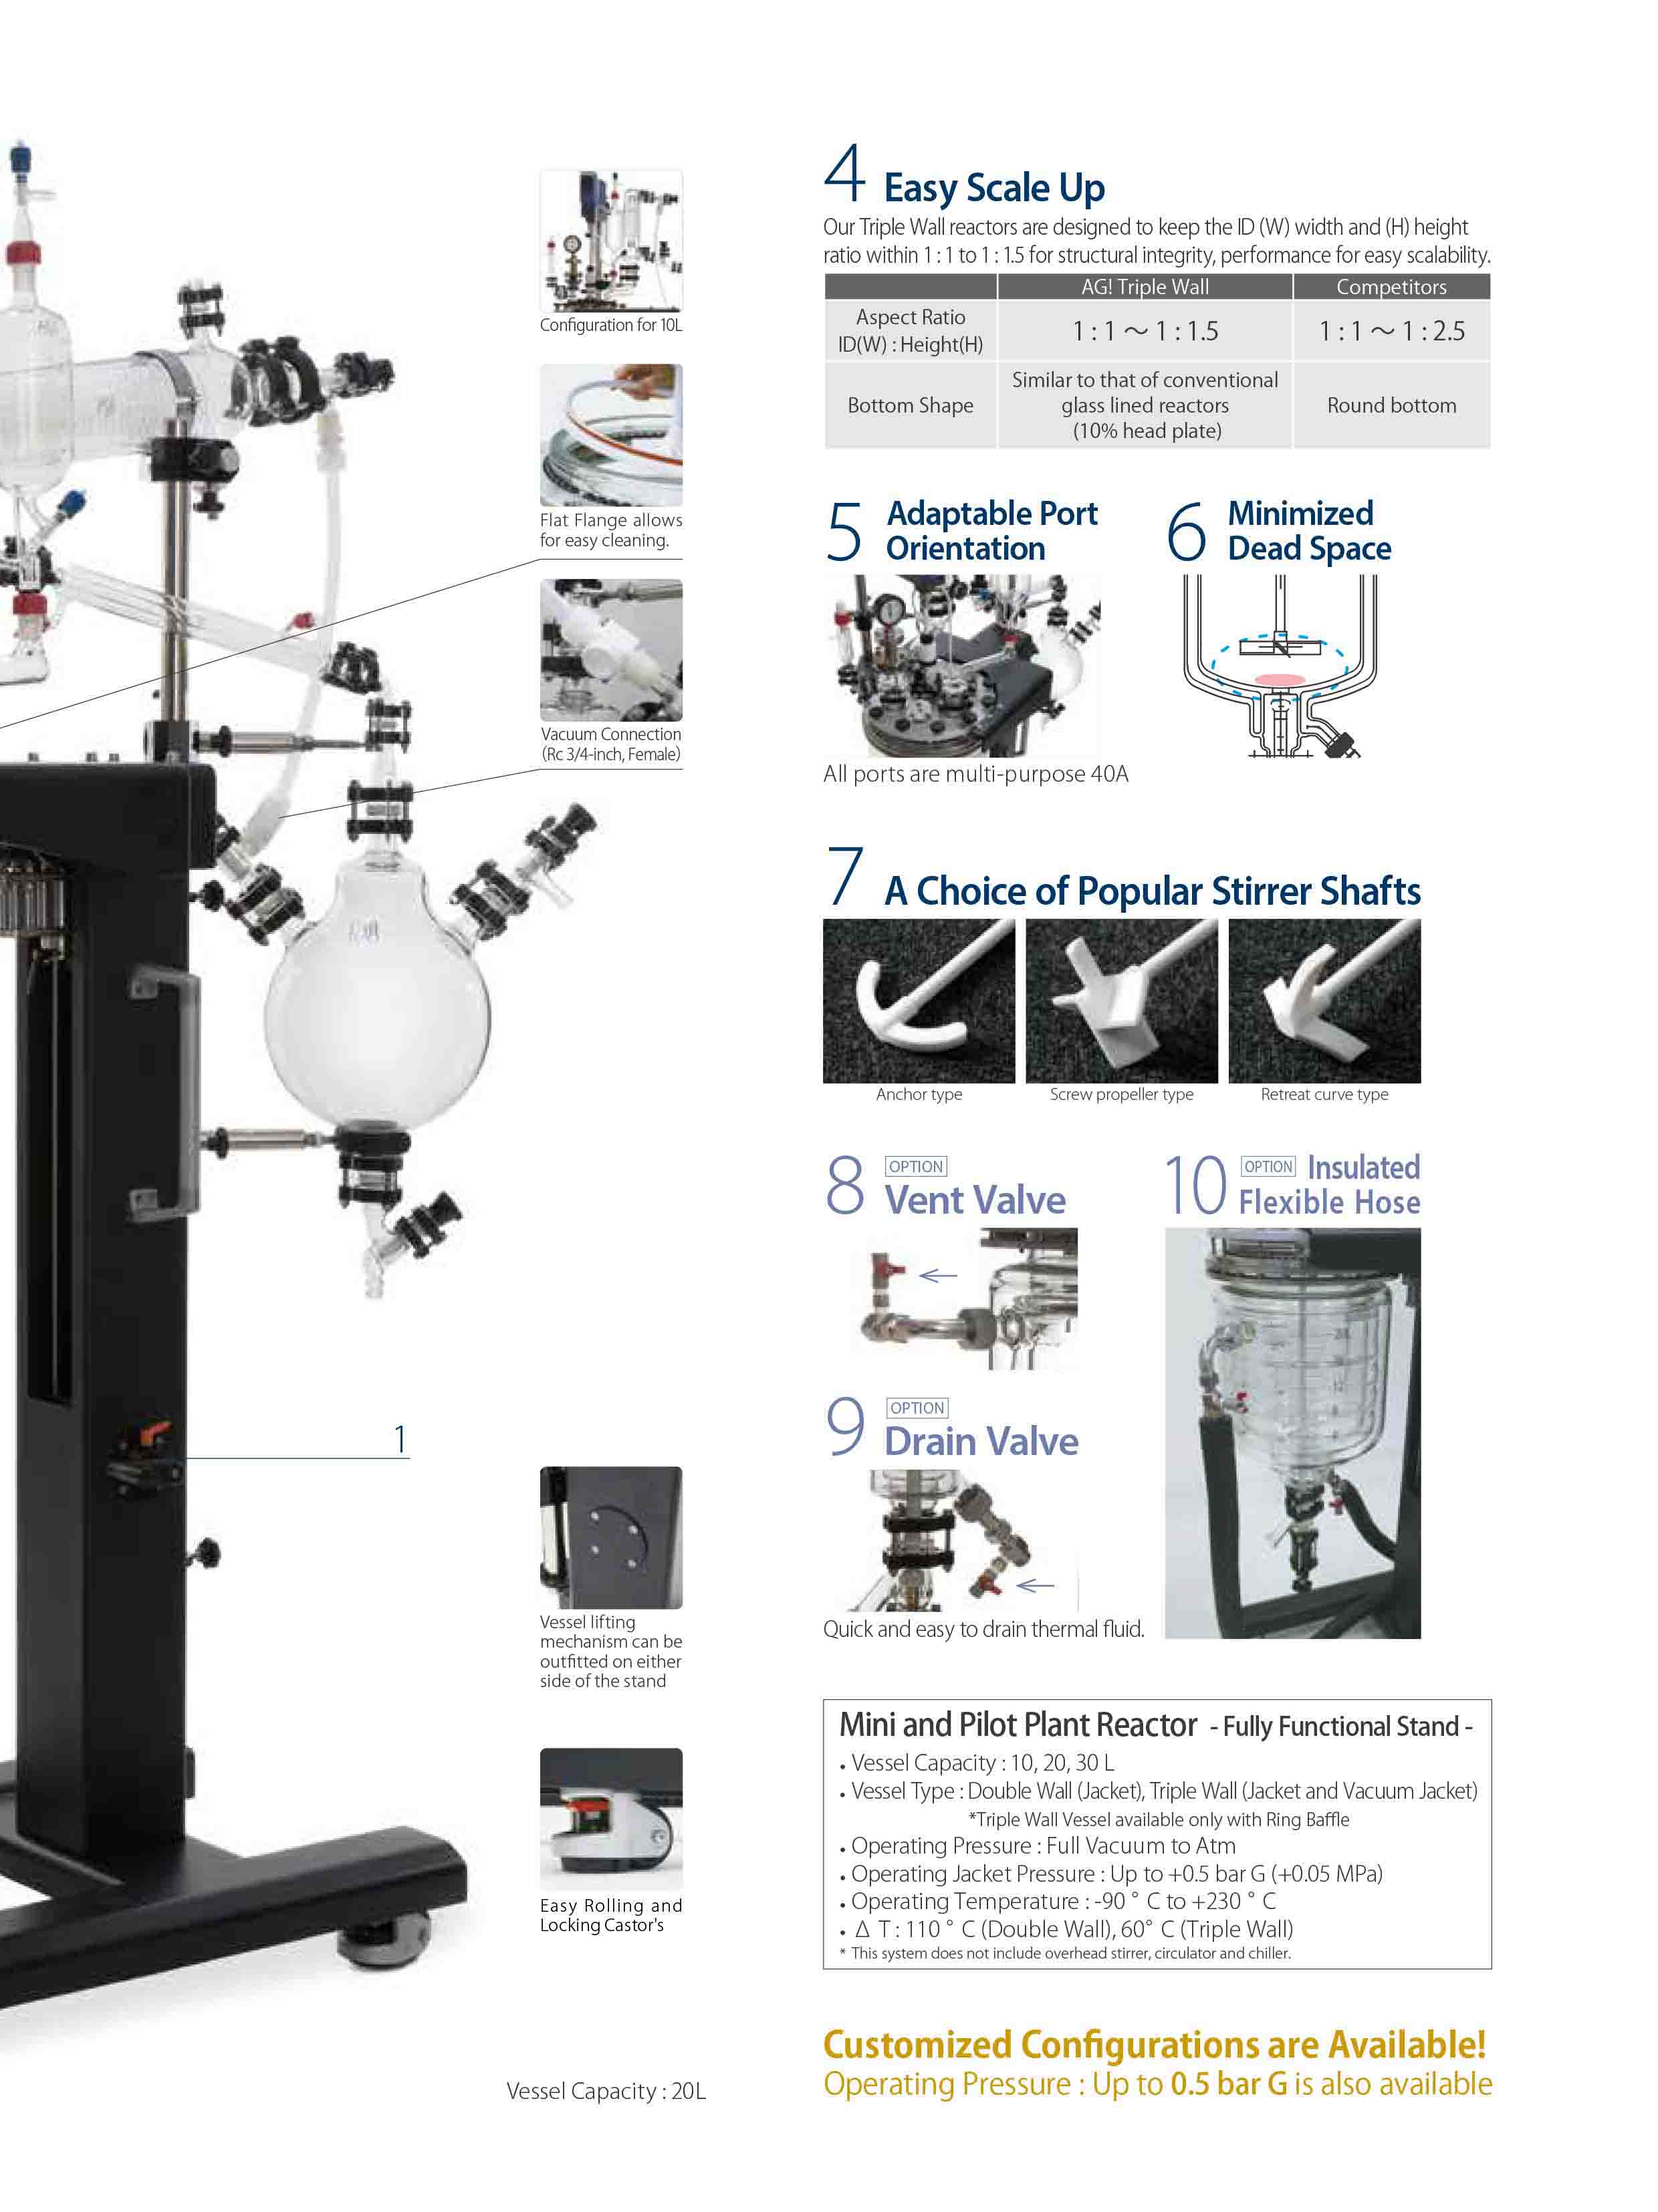 Configuration for 10L
Flat Flange allows
for easy cleaning.
Vacuum Connection
(Rc 3/4-inch, Female)
1
Vessel lifting
mechanism can be
outfitted on either
side of the stand
Easy Rolling and
Locking Castor's
Vessel Capacity : 20L
4 Easy Scale Up
Our Triple Wall reactors are designed to keep the ID (W) width and (H) height
ratio within 1 : 1 to 1 : 1.5 for structural integrity, performance for easy scalability.
AG! Triple Wall Competitors
Aspect Ratio
ID(W) : Height(H)
1 : 1 ～ 1 : 1.5 1 : 1 ～ 1 : 2.5
Bottom Shape
Similar to that of conventional
glass lined reactors
(10% head plate)
Round bottom
5 Adaptable Port
Orientation
All ports are multi-purpose 40A
6 Minimized
Dead Space
7 A Choice of Popular Stirrer Shafts
Anchor type Screw propeller type Retreat curve type
8 OPTION
Vent Valve
9 OPTION
Drain Valve
Quick and easy to drain thermal fluid.
10 OPTION Insulated
Flexible Hose
Mini and Pilot Plant Reactor - Fully Functional Stand -
• Vessel Capacity : 10, 20, 30 L
• Vessel Type : Double Wall (Jacket), Triple Wall (Jacket and Vacuum Jacket)
*Triple Wall Vessel available only with Ring Baffle
• Operating Pressure : Full Vacuum to Atm
• Operating Jacket Pressure : Up to +0.5 bar G (+0.05 MPa)
• Operating Temperature : -90 ° C to +230 ° C
• Δ T : 110 ° C (Double Wall), 60° C (Triple Wall)
* This system does not include overhead stirrer, circulator and chiller.
Customized Configurations are Available!
Operating Pressure : Up to 0.5 bar G is also available